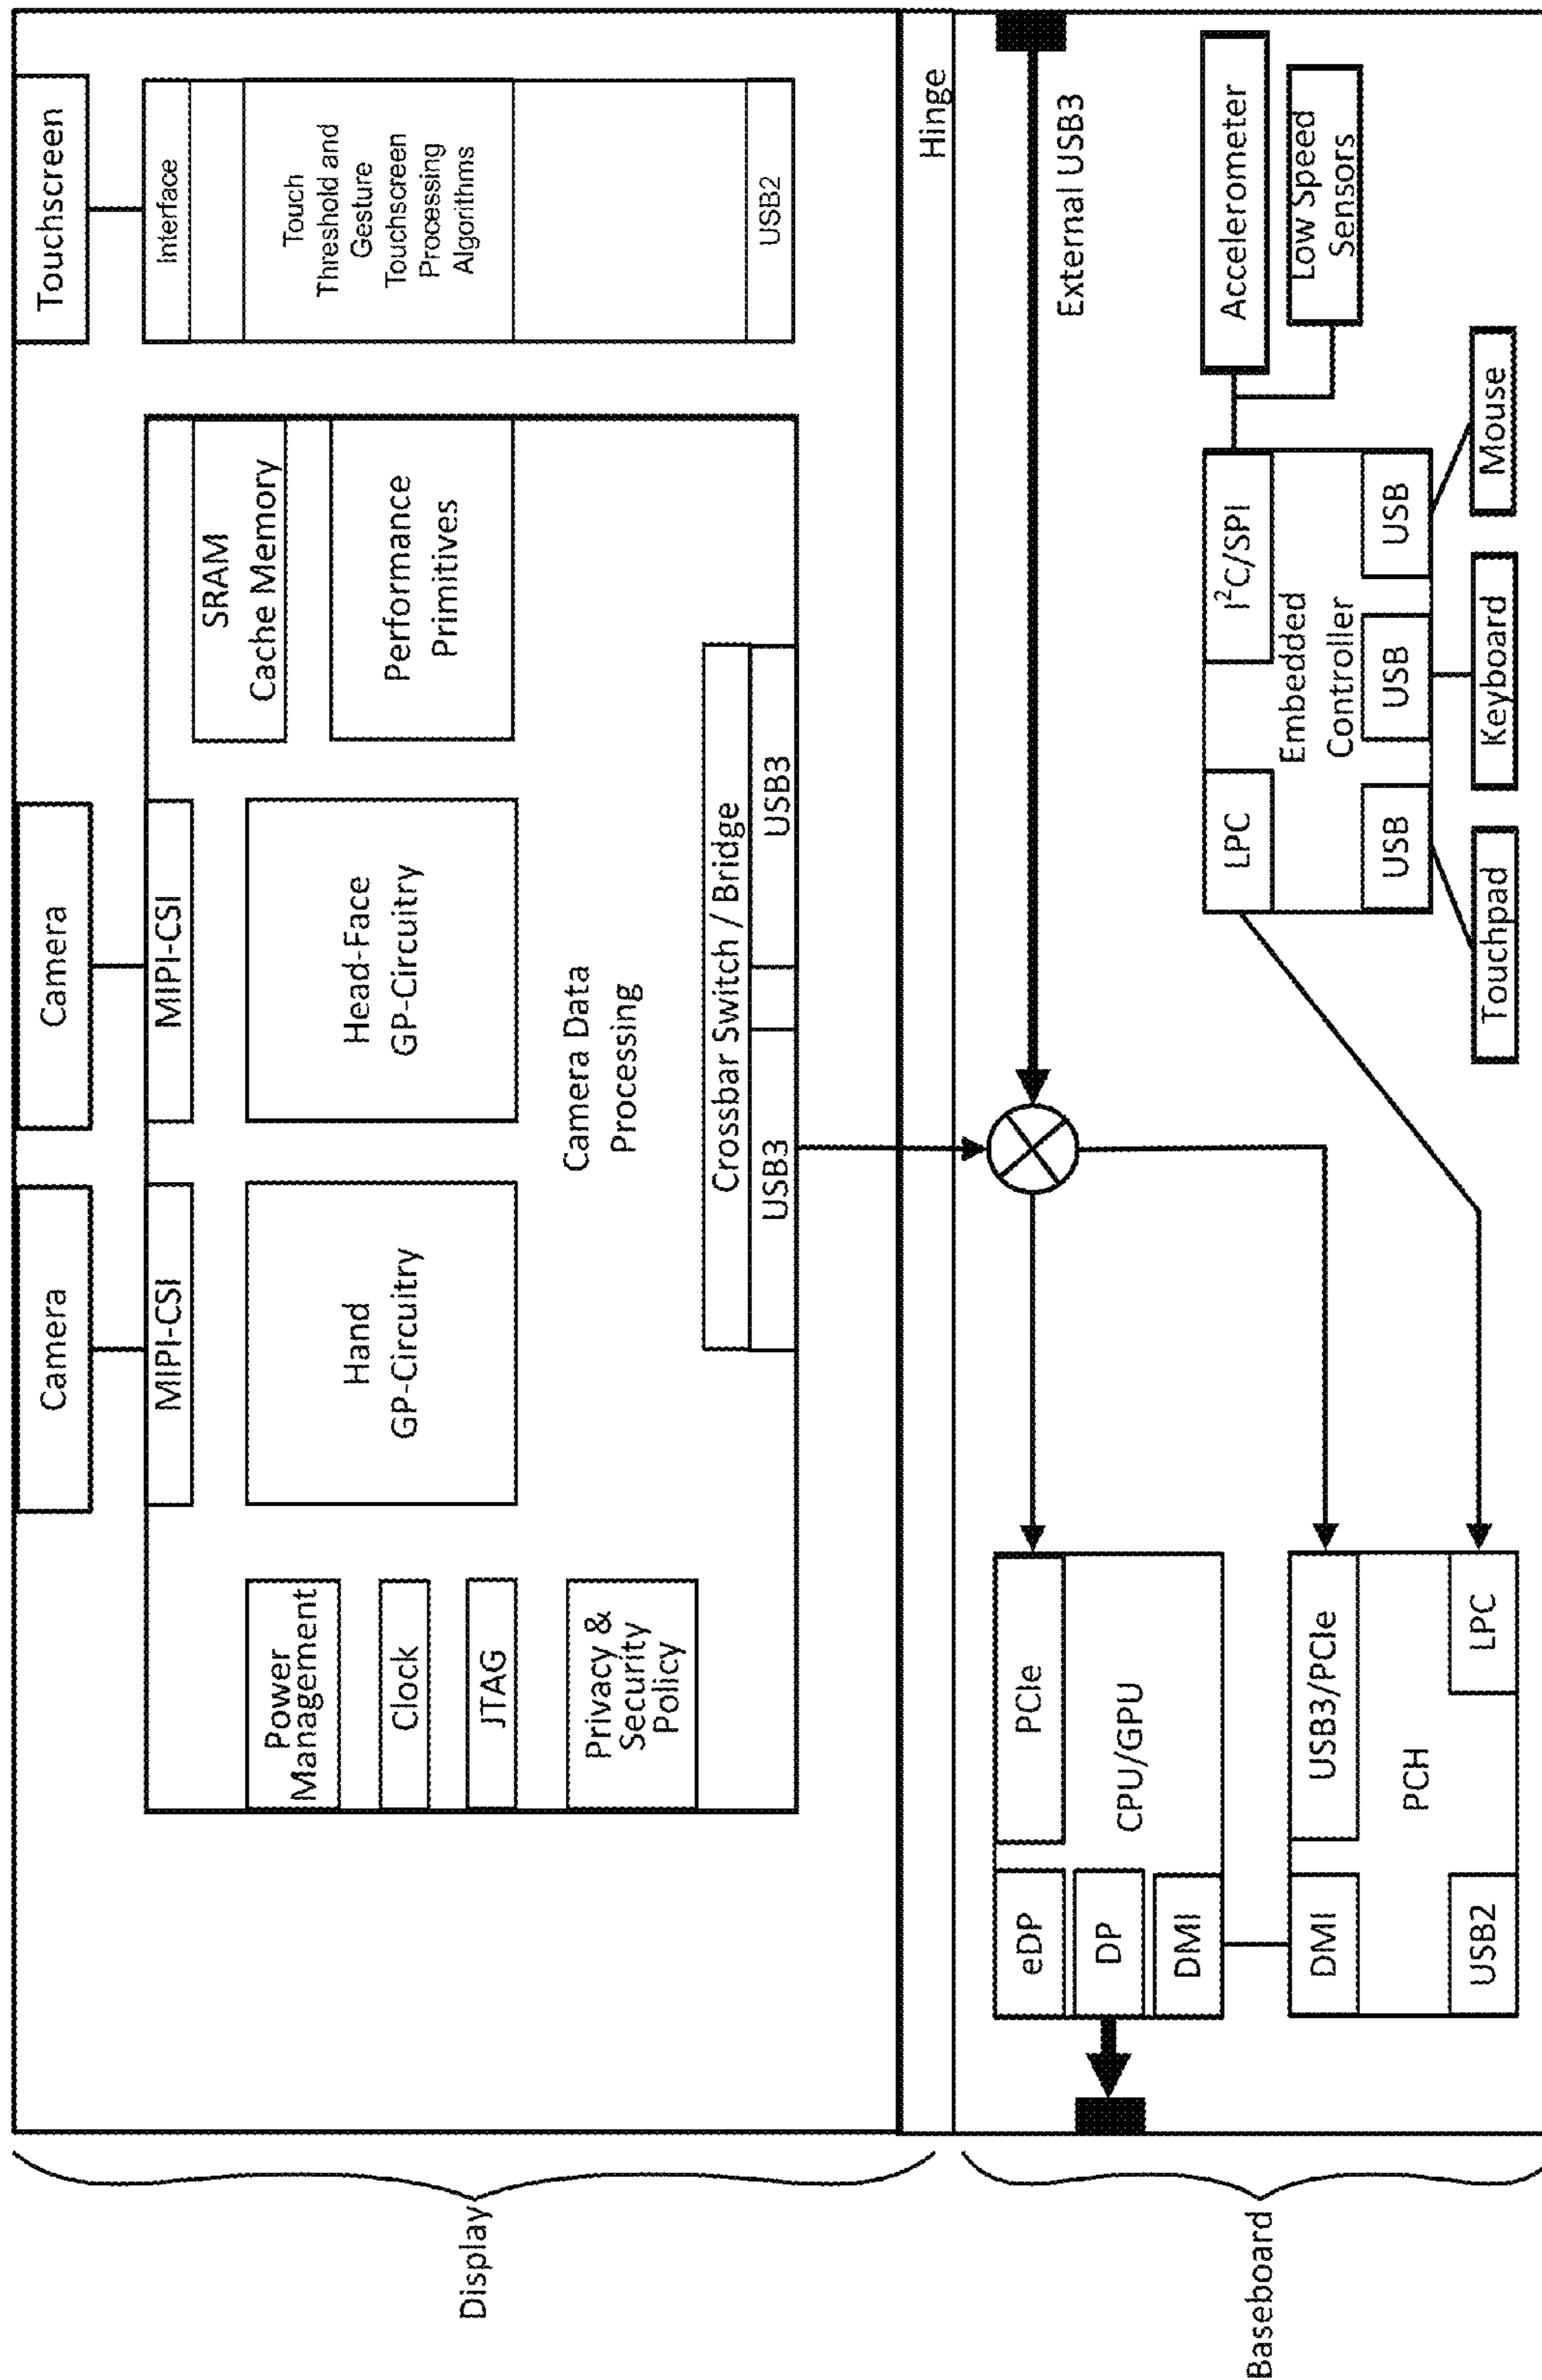 Display
Camera
Camera
Touchscreen
MIPI-CSI
MIPI-CSI
Interface
Power
Management
Clock
JTAG
Privacy &
Security
Policy
Hand
GP-Circuitry
Head-Face
GP-Circuitry
SRAM
Cache Memory
Performance
Primitives
Camera Data
Processing
Crossbar Switch / Bridge
USB3
USB3
Touch
Threshold and
Gesture
Touchscreen
Processing
Algorithms
USB2
Hinge
Baseboard
External USB3
eDP
DP
DMI
PCIe
CPU/GPU
DMI
USB3/PCIe
PCH
USB2
LPC
LPC
I²C/SPI
Embedded
Controller
USB
USB
USB
Accelerometer
Low Speed
Sensors
Touchpad
Keyboard
Mouse